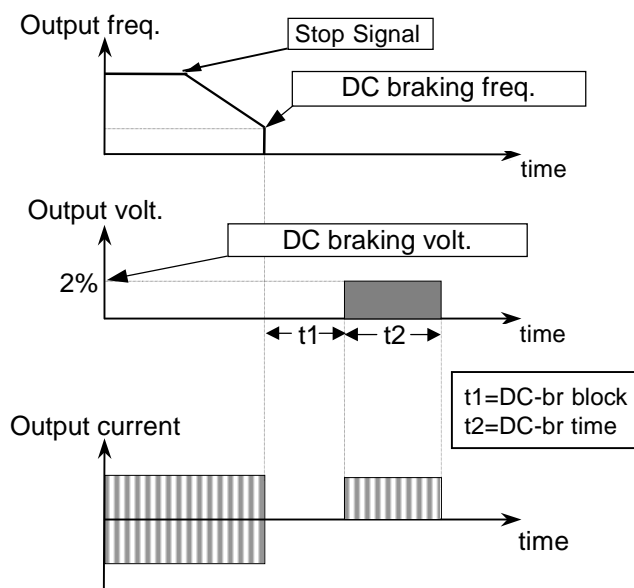 Output freq.
Stop Signal
DC braking freq.
time
Output volt.
DC braking volt.
2%
t1
t2
time
t1=DC-br block
t2=DC-br time
Output current
time